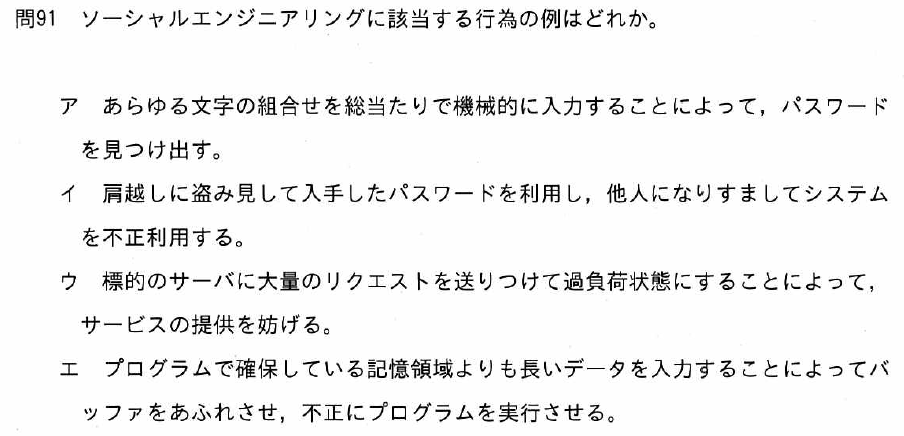 問91 ソーシャルエンジニアリングに該当する行為の例はどれか。
ア あらゆる文字の組合せを総当たりで機械的に入力することによって，パスワード
を見つけ出す。
イ 肩越しに盗み見して入手したパスワードを利用し，他人になりすましてシステム
を不正利用する。
ウ 標的のサーバに大量のリクエストを送りつけて過負荷状態にすることによって，
サービスの提供を妨げる。
エ プログラムで確保している記憶領域よりも長いデータを入力することによってバ
ッファをあふれさせ，不正にプログラムを実行させる。